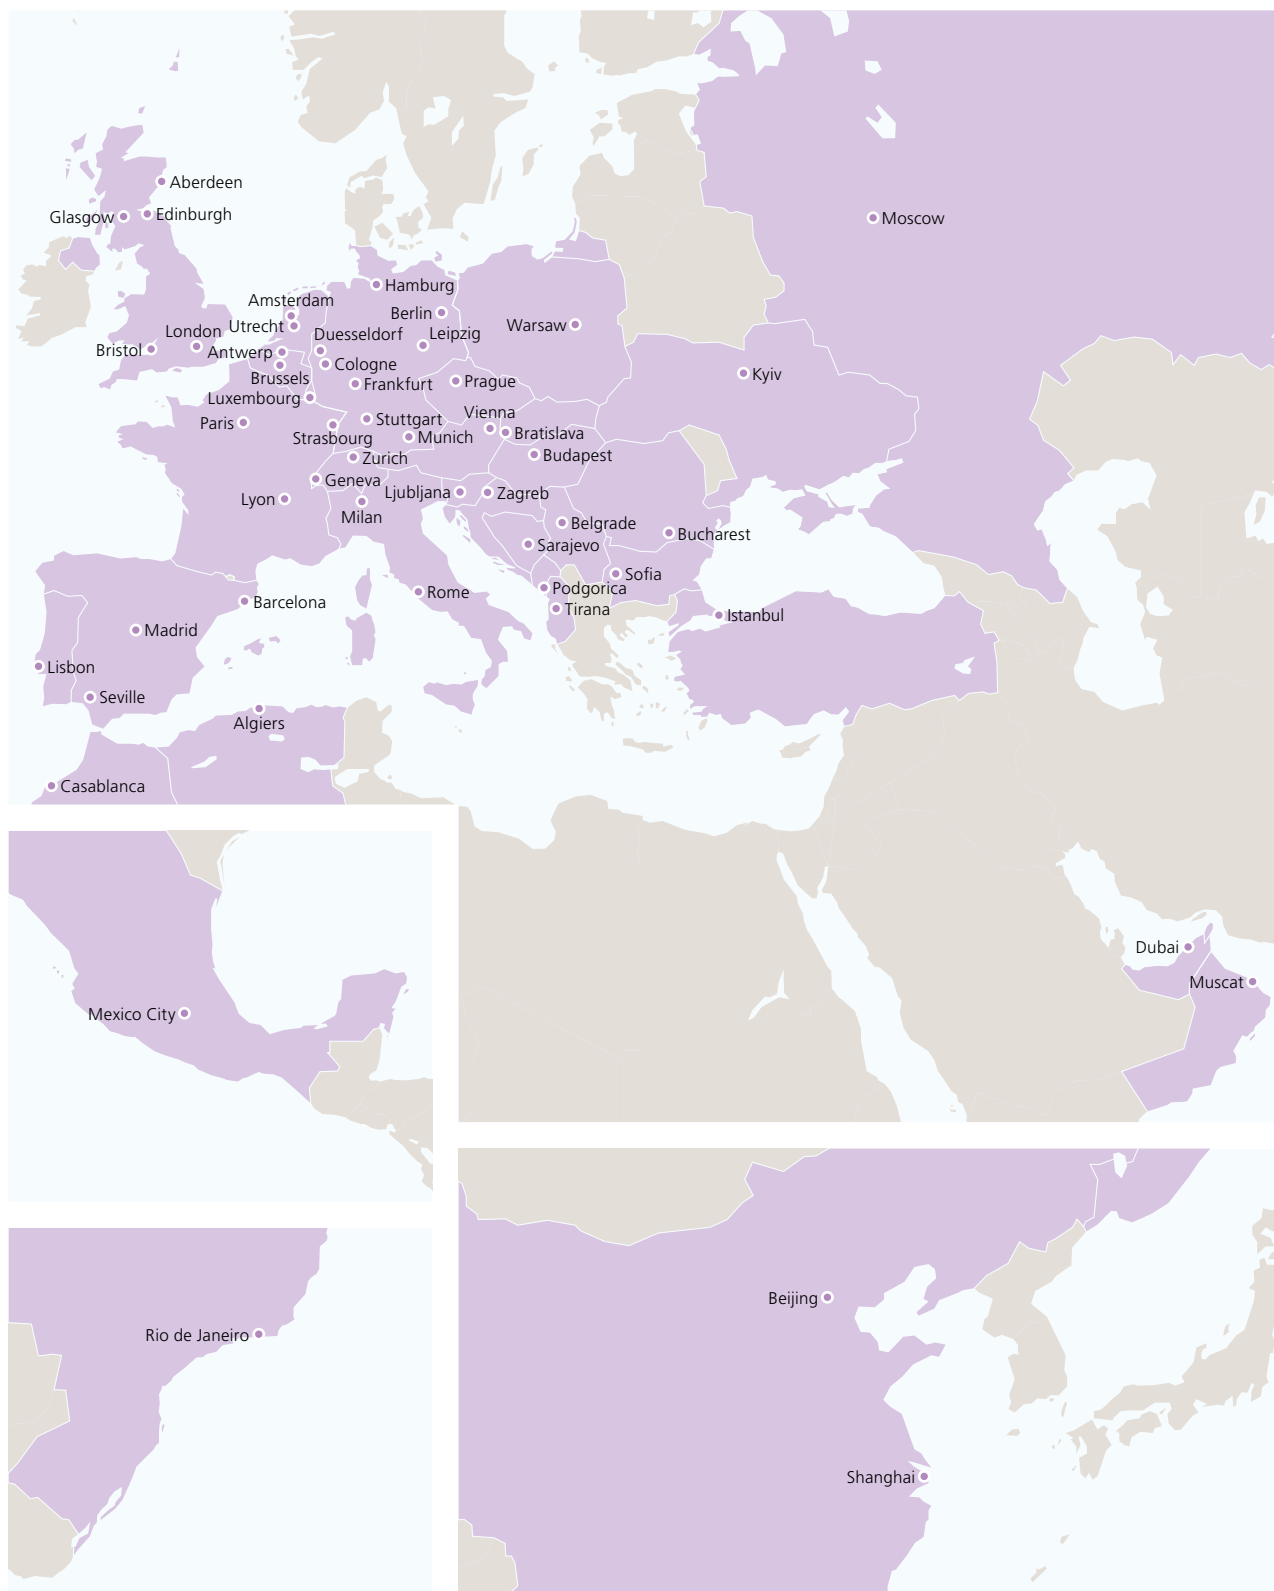 Aberdeen
Glasgow
Edinburgh
Moscow
Hamburg
Amsterdam
Berlin
Utrecht
Warsaw
London
Duesseldorf
Leipzig
Bristol
Antwerp
Cologne
Kyiv
Brussels
Frankfurt
Prague
Luxembourg
Paris
Stuttgart
Vienna
Strasbourg
Munich
Bratislava
Zurich
Budapest
Geneva
Lyon
Ljubljana
Zagreb
Milan
Belgrade
Bucharest
Sarajevo
Sofia
Podgorica
Rome
Barcelona
Tirana
Istanbul
Madrid
Lisbon
Seville
Algiers
Casablanca
Dubai
Muscat
Mexico City
Beijing
Rio de Janeiro
Shanghai